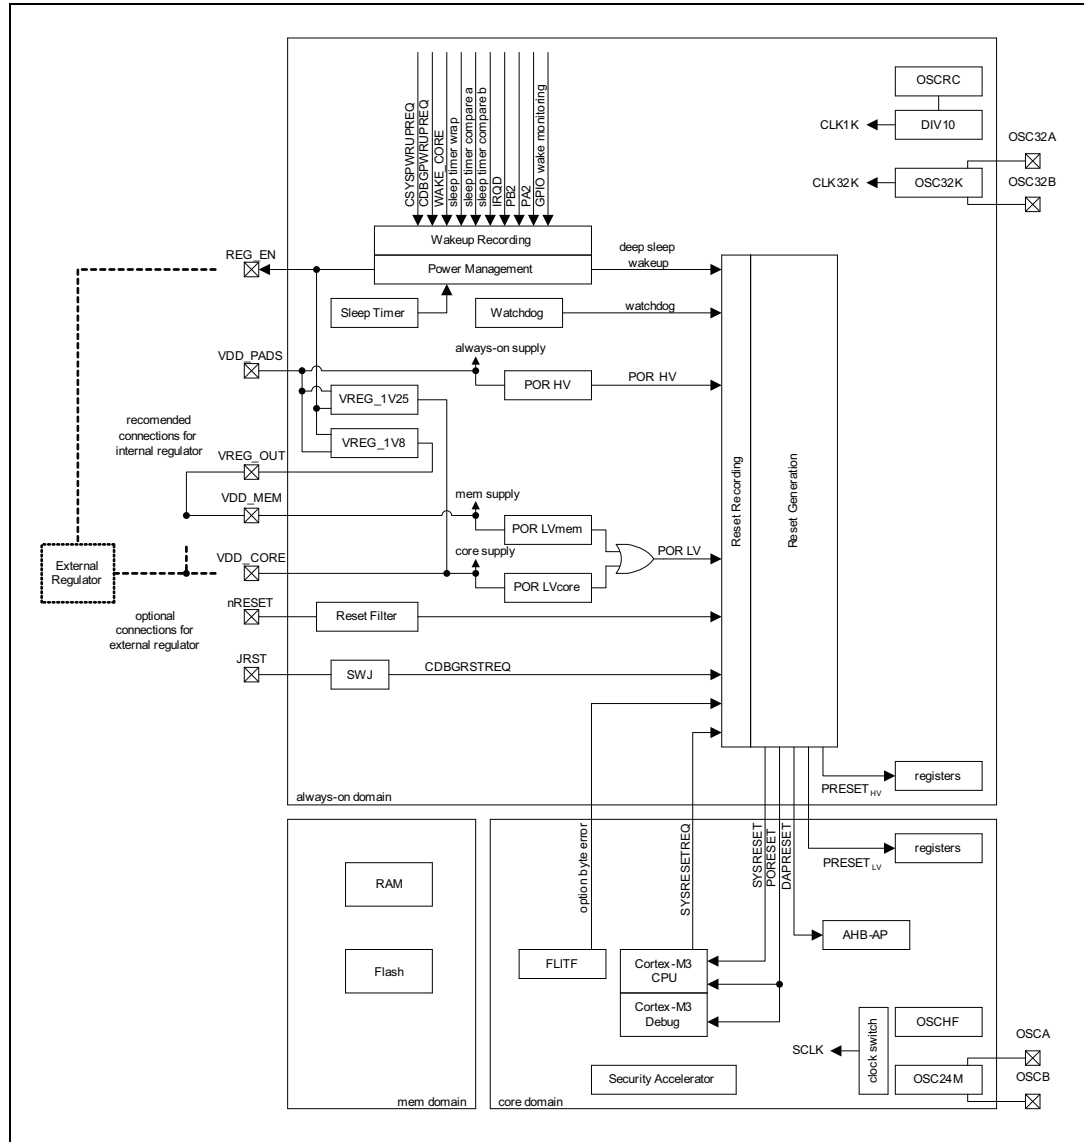 OSCRC
CLK1K
DIV10
OSC32A
CLK32K
OSC32K
OSC32B
CSYSPWRUPREQ
CDBGPWRUPREQ
WAKE_CORE
sleep timer wrap
sleep timer compare a
sleep timer compare b
IRQD
PB2
PA2
GPIO wake monitoring
Wakeup Recording
Power Management
REG_EN
deep sleep
wakeup
Sleep Timer
Watchdog
watchdog
VDD_PADS
always-on supply
POR HV
POR HV
VREG_1V25
VREG_1V8
recomended
connections for
internal regulator
VREG_OUT
VDD_MEM
mem supply
POR LVmem
core supply
POR LV
POR LVcore
Reset Recording
Reset Generation
External
Regulator
VDD_CORE
nRESET
Reset Filter
optional
connections for
external regulator
JRST
SWJ
CDBGRSTREQ
registers
PRESET HV
always-on domain
option byte error
SYSRESETREQ
SYSRESET
PORESET
DAPRESET
registers
PRESET LV
RAM
AHB-AP
Flash
FLITF
Cortex-M3
CPU
Cortex-M3
Debug
SCLK
clock switch
OSCHF
OSCA
OSC24M
OSCB
Security Accelerator
mem domain
core domain